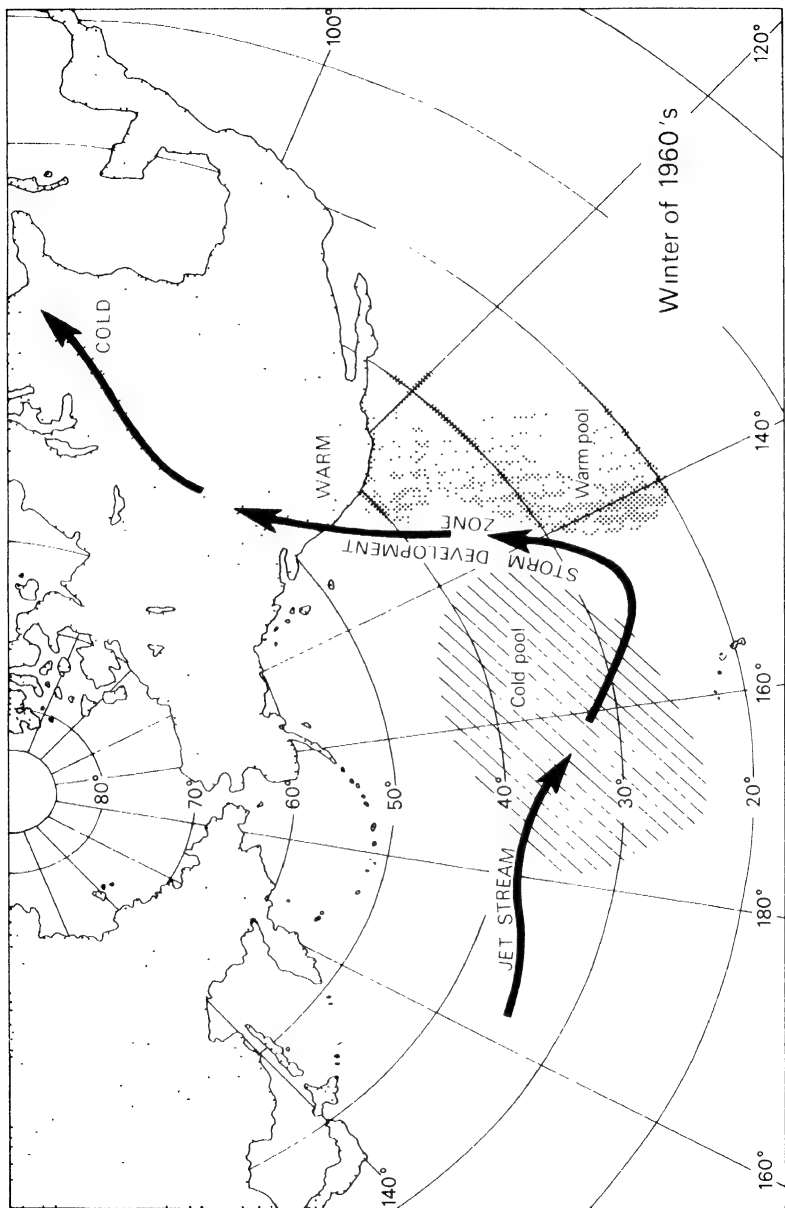 Winter of 1960's
JET STREAM
Cold pool
STORM DEVELOPMENT
ZONE
Warm pool
WARM
COLD
80°
70°
60°
50°
40°
30°
20°
140°
160°
180°
160°
140°
120°
100°